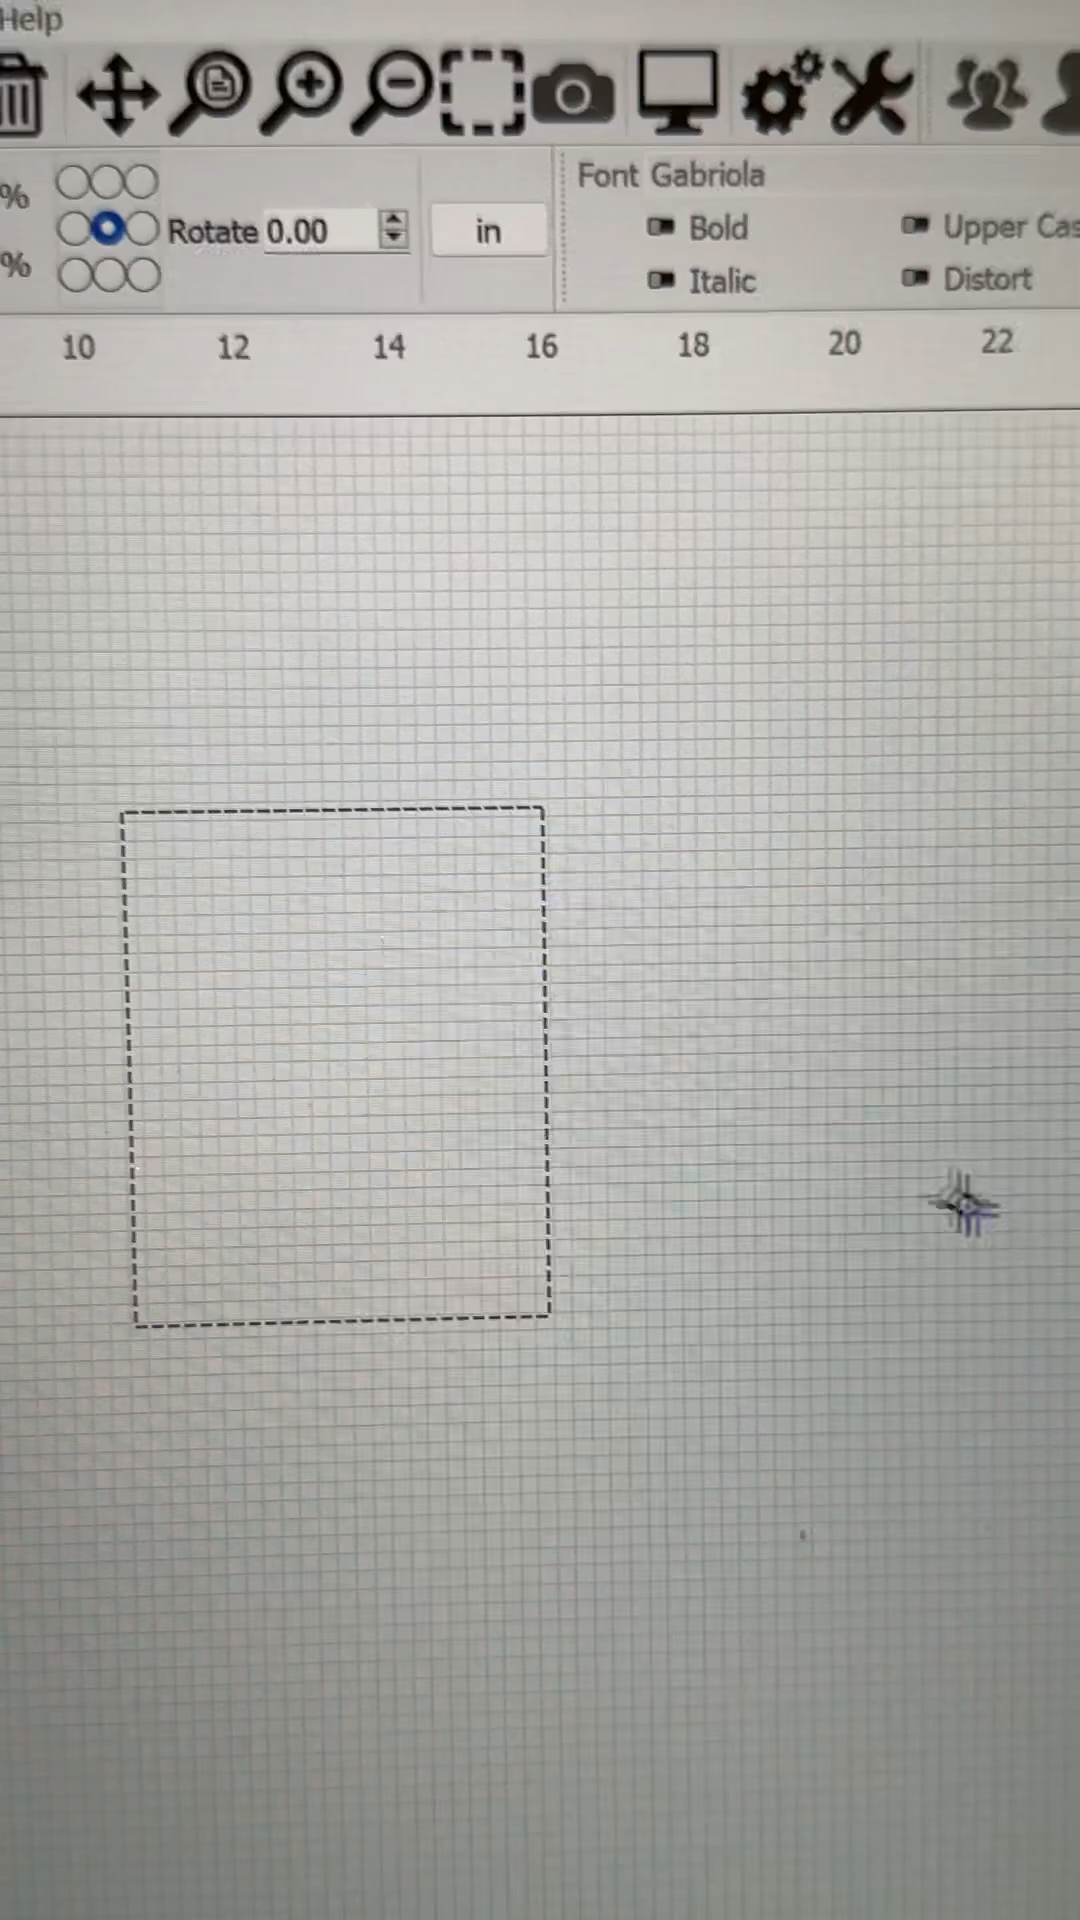 Help
% Rotate 0.00 in
%
Font Gabriola
Bold Upper Cas
Italic Distort
10 12 14 16 18 20 22